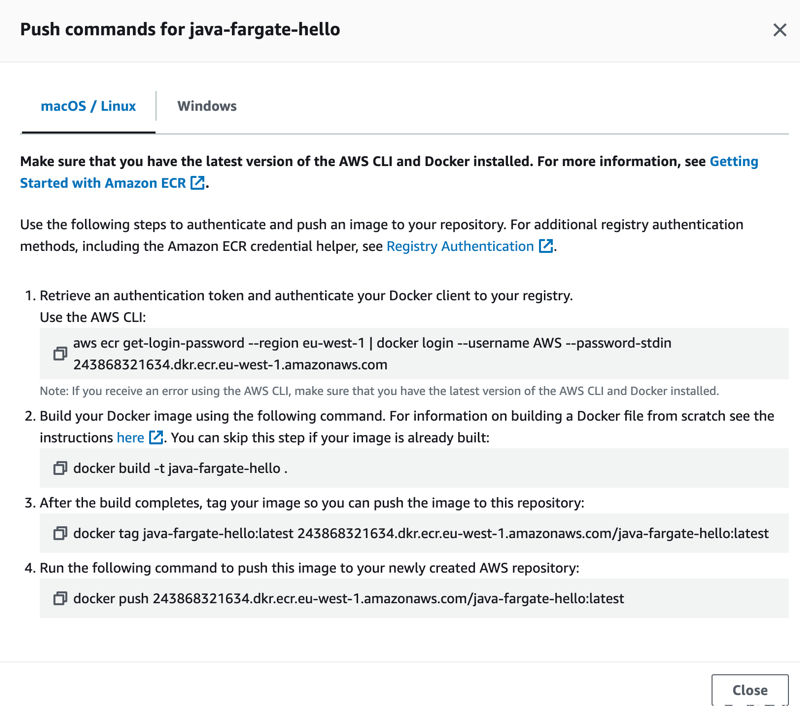 Push commands for java-fargate-hello
macOS / Linux
Windows
Make sure that you have the latest version of the AWS CLI and Docker installed. For more information, see Getting
Started with Amazon ECR.
Use the following steps to authenticate and push an image to your repository. For additional registry authentication
methods, including the Amazon ECR credential helper, see Registry Authentication.
1. Retrieve an authentication token and authenticate your Docker client to your registry.
Use the AWS CLI:
aws ecr get-login-password --region eu-west-1 | docker login --username AWS --password-stdin
243868321634.dkr.ecr.eu-west-1.amazonaws.com
Note: If you receive an error using the AWS CLI, make sure that you have the latest version of the AWS CLI and Docker installed.
2. Build your Docker image using the following command. For information on building a Docker file from scratch see the
instructions here. You can skip this step if your image is already built:
docker build -t java-fargate-hello .
3. After the build completes, tag your image so you can push the image to this repository:
docker tag java-fargate-hello:latest 243868321634.dkr.ecr.eu-west-1.amazonaws.com/java-fargate-hello:latest
4. Run the following command to push this image to your newly created AWS repository:
docker push 243868321634.dkr.ecr.eu-west-1.amazonaws.com/java-fargate-hello:latest
Close